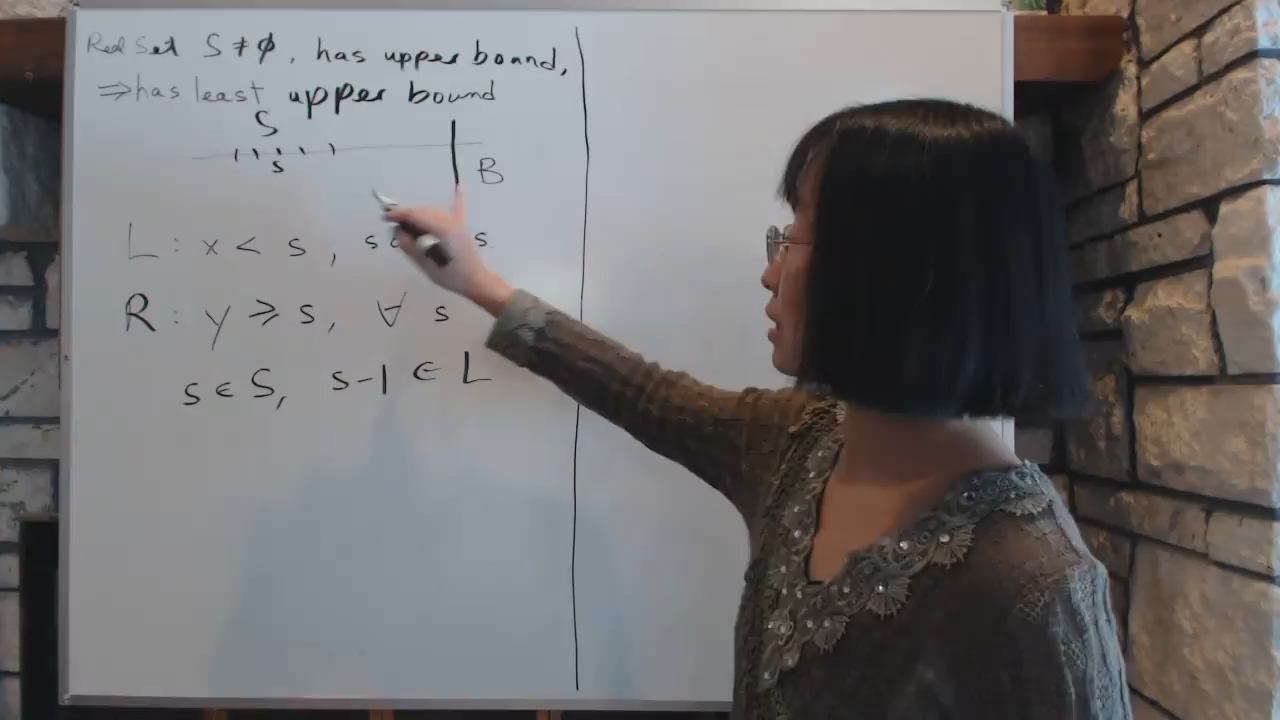 Real Set S ≠ ∅, has upper bound,
⇒ has least upper bound
S
s
B
L: x < s, s s.
R: y ⩾ s, ∀ s
s ∈ S, s-1 ∈ L